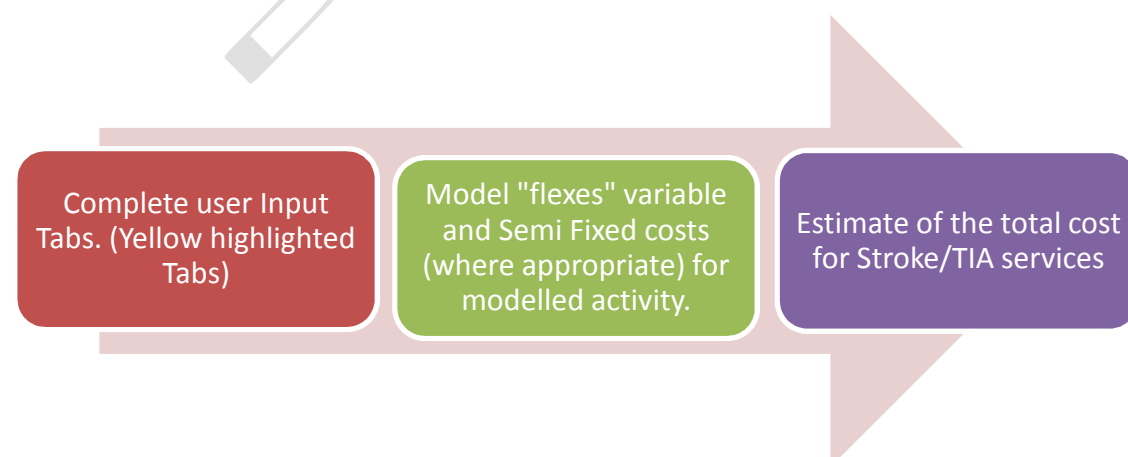 Complete user Input
Tabs. (Yellow highlighted
Tabs)
Model "flexes" variable
and Semi Fixed costs
(where appropriate) for
modelled activity.
Estimate of the total cost
for Stroke/TIA services